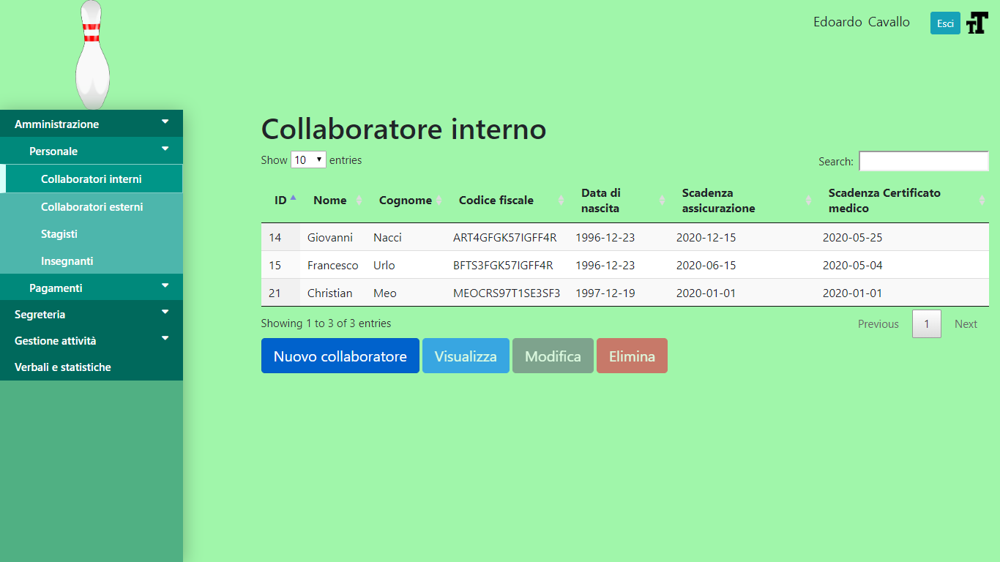 Edoardo Cavallo
Esci
Amministrazione
Personale
Collaboratori interni
Collaboratori esterni
Stagisti
Insegnanti
Pagamenti
Segreteria
Gestione attività
Verbali e statistiche
Collaboratore interno
Show 10 entries
Search:
ID Nome Cognome Codice fiscale Data di nascita Scadenza assicurazione Scadenza Certificato medico
14 Giovanni Nacci ART4GFGK57IGFF4R 1996-12-23 2020-12-15 2020-05-25
15 Francesco Urlo BFTS3FGK57IGFF4R 1996-12-23 2020-06-15 2020-05-04
21 Christian Meo MEOCRS97T1SE3SF3 1997-12-19 2020-01-01 2020-01-01
Showing 1 to 3 of 3 entries
Previous 1 Next
Nuovo collaboratore Visualizza Modifica Elimina